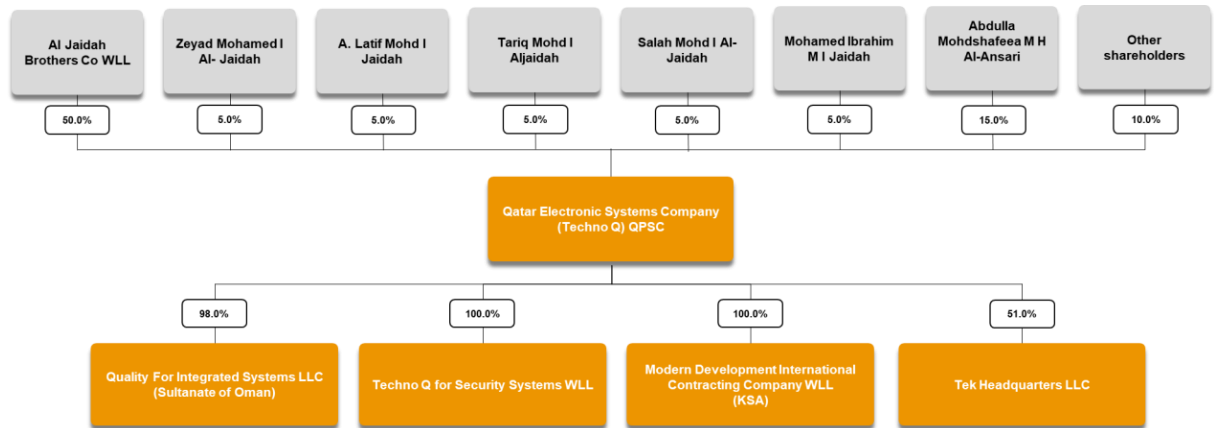 Al Jaidah
Brothers Co WLL
Zeyad Mohamed I
Al- Jaidah
A. Latif Mohd I
Jaidah
Tariq Mohd I
Aljaidah
Salah Mohd I Al-
Jaidah
Mohamed Ibrahim
M I Jaidah
Abdulla
Mohdshafeea M H
Al-Ansari
Other
shareholders
50.0%
5.0%
5.0%
5.0%
5.0%
5.0%
15.0%
10.0%
Qatar Electronic Systems Company
(Techno Q) QPSC
98.0%
100.0%
100.0%
51.0%
Quality For Integrated Systems LLC
(Sultanate of Oman)
Techno Q for Security Systems WLL
Modern Development International
Contracting Company WLL
(KSA)
Tek Headquarters LLC